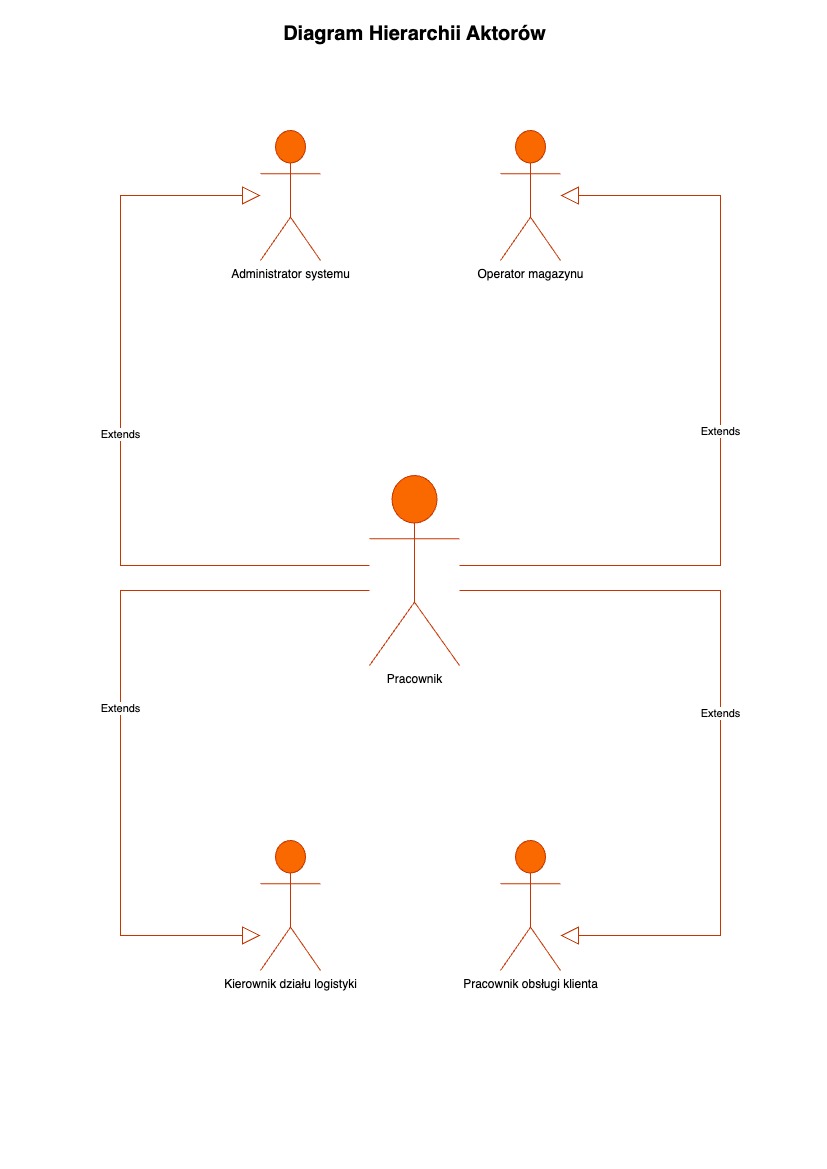 Diagram Hierarchii Aktorów
Administrator systemu
Operator magazynu
Extends
Extends
Pracownik
Extends
Extends
Kierownik działu logistyki
Pracownik obsługi klienta